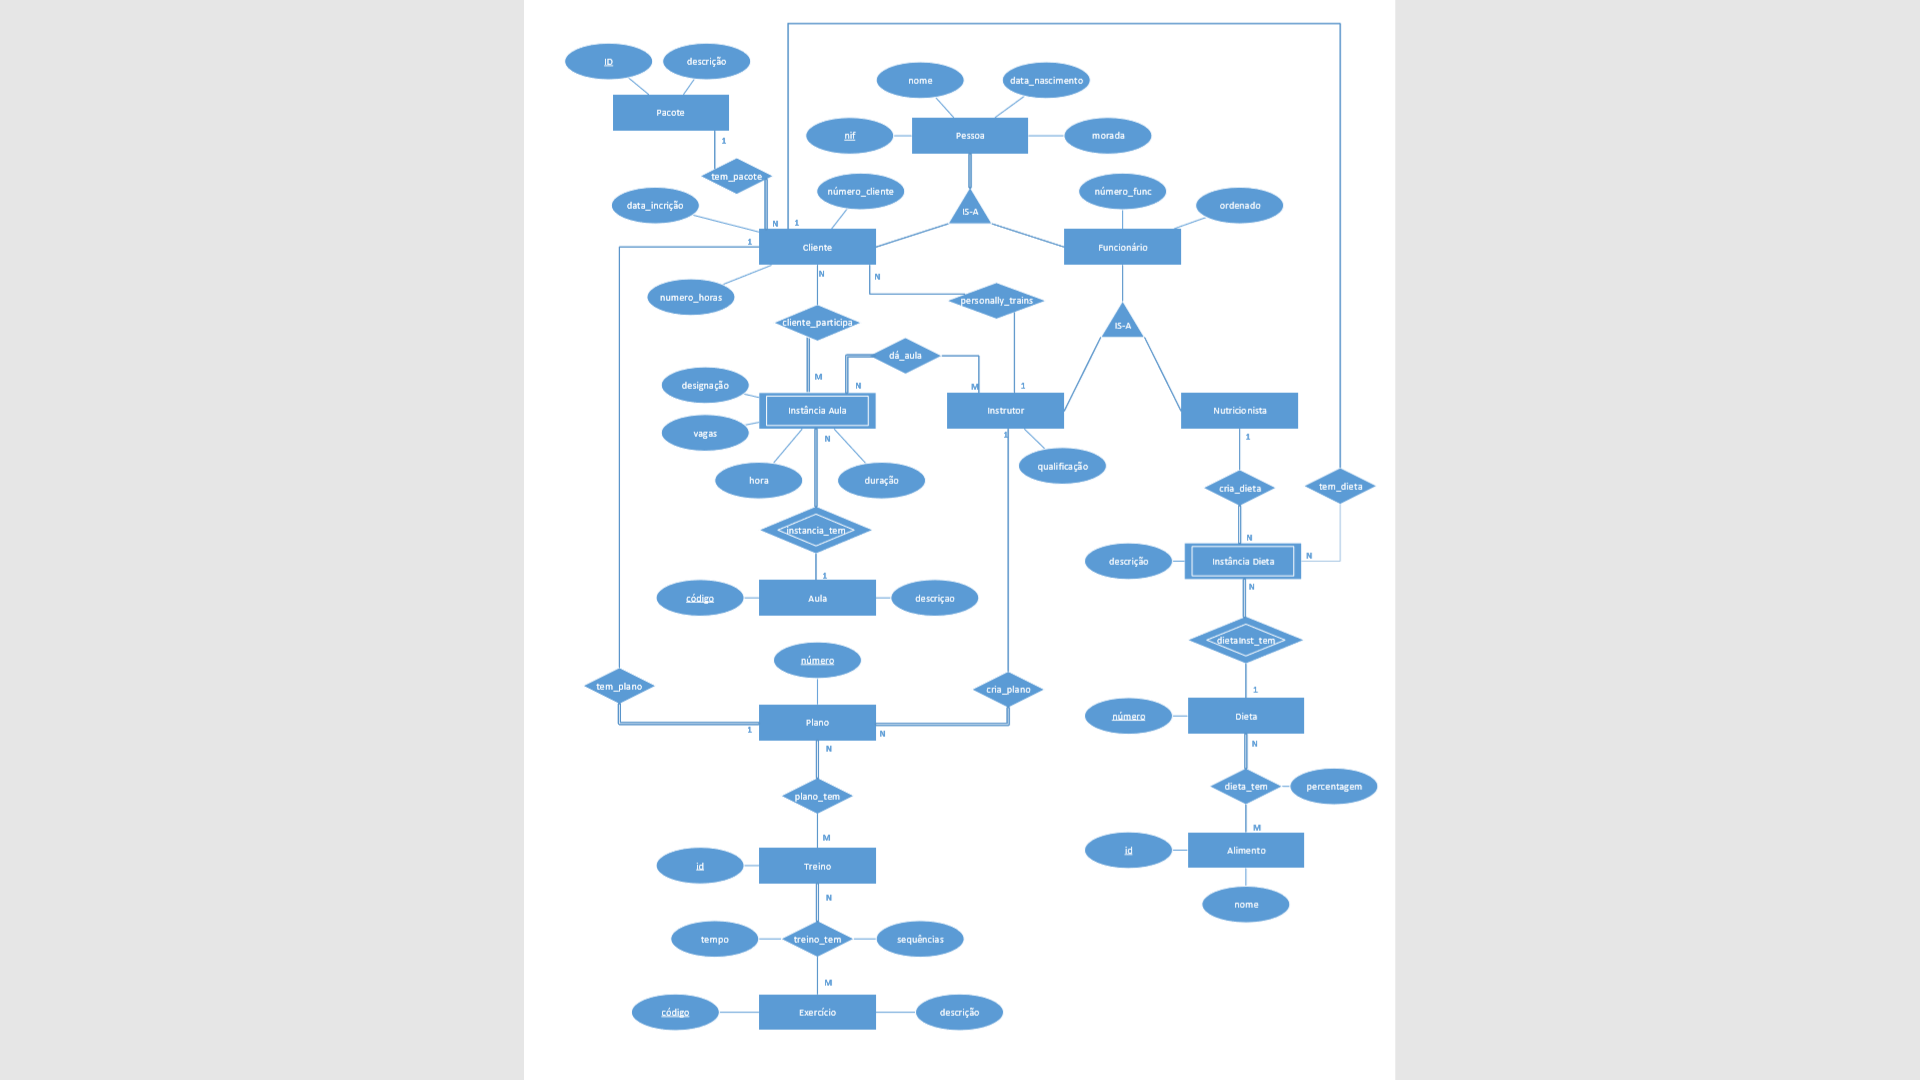 ID
descrição
nome
data_nascimento
Pacote
nif
Pessoa
morada
1
tem_pacote
número_cliente
número_func
ordenado
data_incrição
IS-A
N
1
1
Cliente
Funcionário
N
N
numero_horas
personally_trains
cliente_participa
IS-A
dá_aula
M
N
M
1
designação
Instância Aula
Instrutor
Nutricionista
vagas
N
1
1
hora
duração
qualificação
cria_dieta
tem_dieta
instancia_tem
N
N
descrição
Instância Dieta
1
N
código
Aula
descriçao
dietaInst_tem
número
tem_plano
cria_plano
1
número
Dieta
Plano
1
N
N
N
plano_tem
dieta_tem
percentagem
M
M
id
Treino
id
Alimento
N
nome
tempo
treino_tem
sequências
M
código
Exercício
descrição